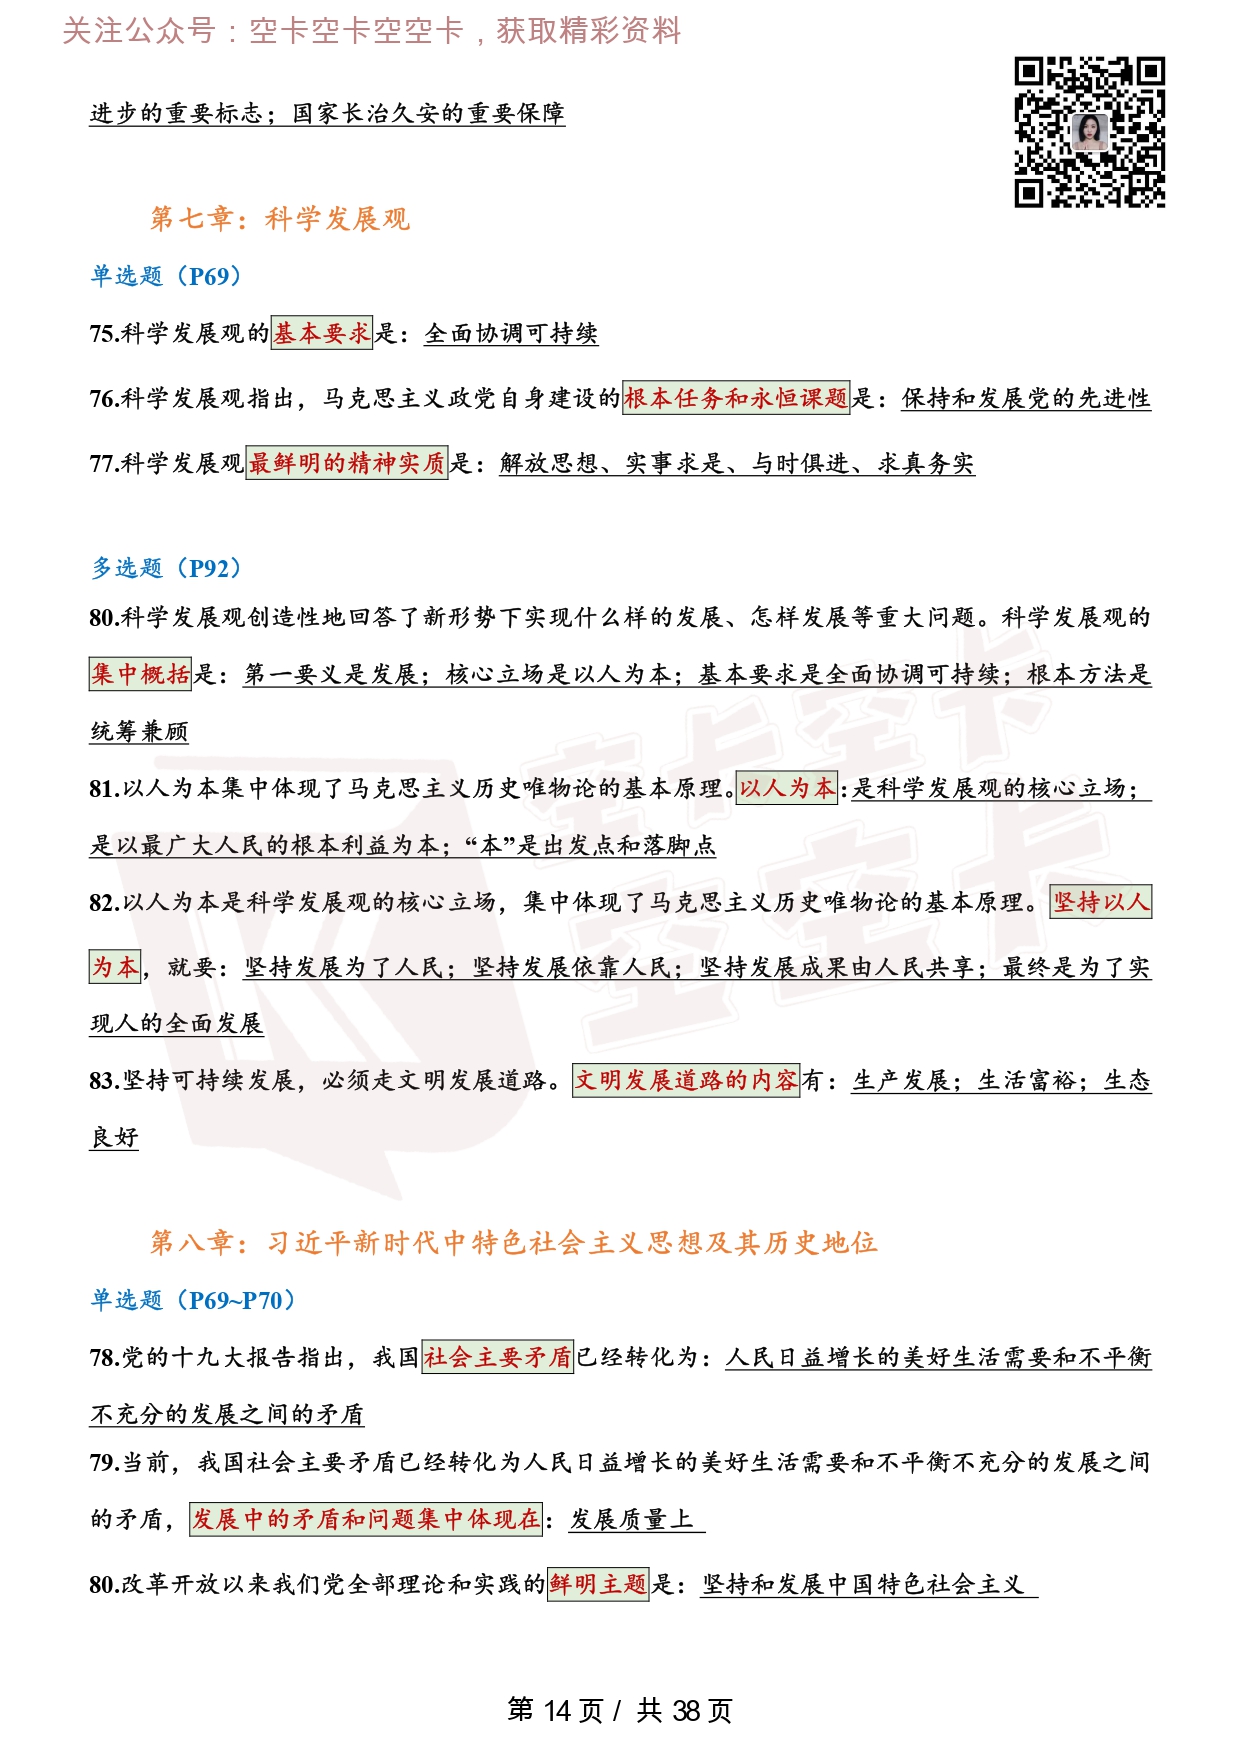 关注公众号：空卡空卡空空卡，获取精彩资料
进步的重要标志；国家长治久安的重要保障
第七章：科学发展观
单选题（P69）
75.科学发展观的基本要求是：全面协调可持续
76.科学发展观指出，马克思主义政党自身建设的根本任务和永恒课题是：保持和发展党的先进性
77.科学发展观最鲜明的精神实质是：解放思想、实事求是、与时俱进、求真务实
多选题（P92）
80.科学发展观创造性地回答了新形势下实现什么样的发展、怎样发展等重大问题。科学发展观的
集中概括是：第一要义是发展；核心立场是以人为本；基本要求是全面协调可持续；根本方法是
统筹兼顾
81.以人为本集中体现了马克思主义历史唯物论的基本原理。以人为本：是科学发展观的核心立场；
是以最广大人民的根本利益为本；“本”是出发点和落脚点
82.以人为本是科学发展观的核心立场，集中体现了马克思主义历史唯物论的基本原理。坚持以人
为本，就要：坚持发展为了人民；坚持发展依靠人民；坚持发展成果由人民共享；最终是为了实
现人的全面发展
83.坚持可持续发展，必须走文明发展道路。文明发展道路的内容有：生产发展；生活富裕；生态
良好
第八章：习近平新时代中特色社会主义思想及其历史地位
单选题（P69~P70）
78.党的十九大报告指出，我国社会主要矛盾已经转化为：人民日益增长的美好生活需要和不平衡
不充分的发展之间的矛盾
79.当前，我国社会主要矛盾已经转化为人民日益增长的美好生活需要和不平衡不充分的发展之间
的矛盾，发展中的矛盾和问题集中体现在：发展质量上
80.改革开放以来我们党全部理论和实践的鲜明主题是：坚持和发展中国特色社会主义
空卡空卡
空空卡
第 14 页 / 共 38 页